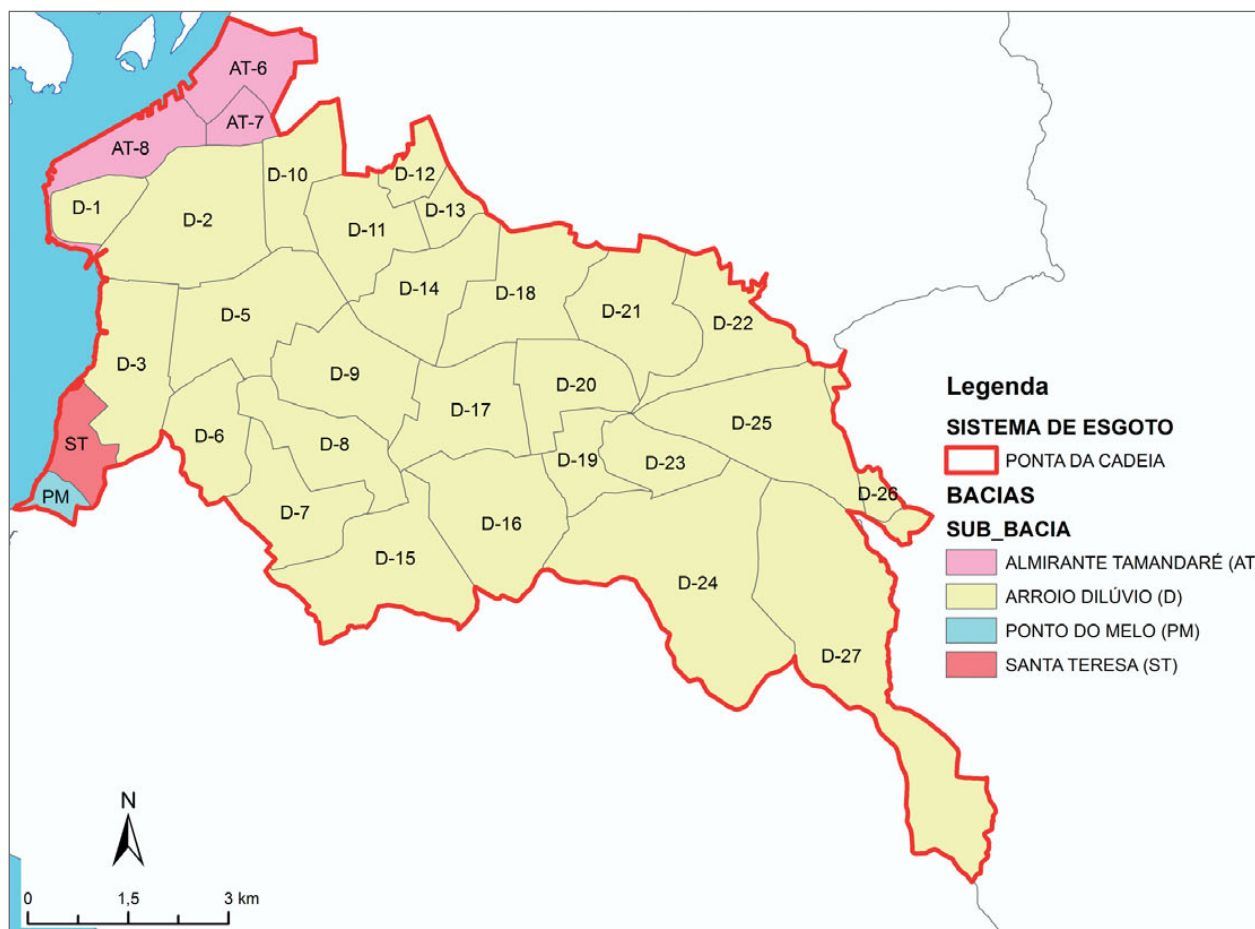 AT-6
AT-7
AT-8
D-10
D-12
D-1
D-2
D-13
D-11
D-14
D-18
D-21
D-5
D-22
D-3
D-9
D-20
D-17
D-25
D-6
ST
D-8
D-19
D-23
PM
D-26
D-7
D-16
D-15
D-24
D-27
Legenda
SISTEMA DE ESGOTO
PONTA DA CADEIA
BACIAS
SUB_BACIA
ALMIRANTE TAMANDARÉ (AT
ARROIO DILÚVIO (D)
PONTO DO MELO (PM)
SANTA TERESA (ST)
N
0 1,5 3 km